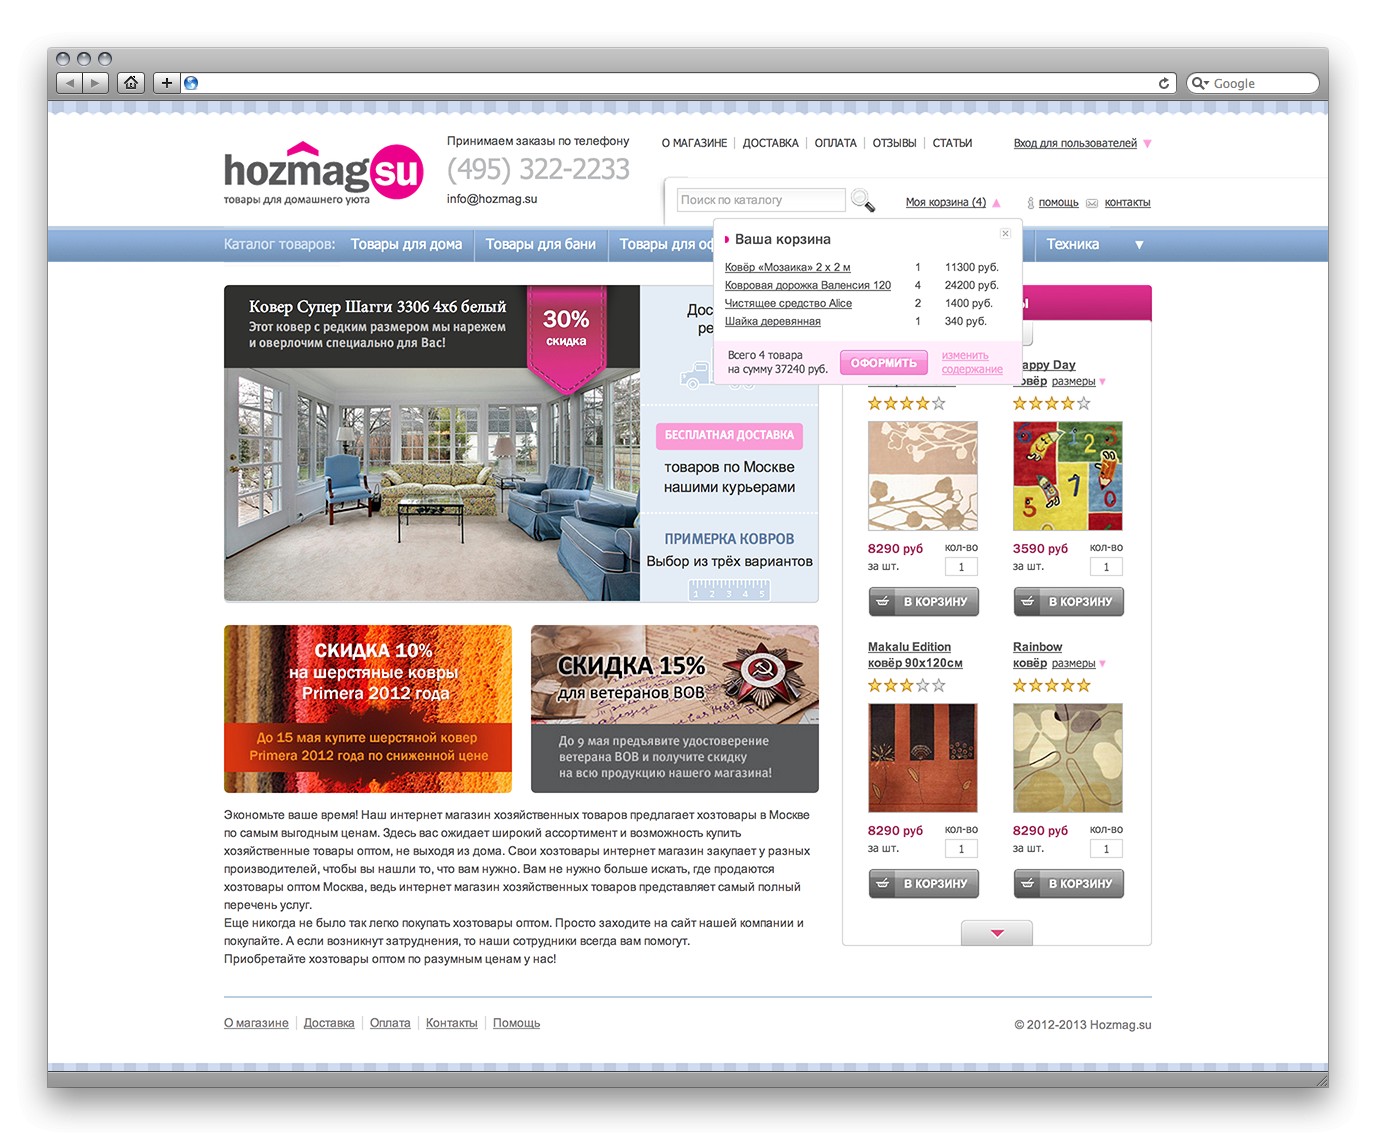 Google
hozmag su
товары для домашнего уюта
Принимаем заказы по телефону
(495) 322-2233
info@hozmag.su
О МАГАЗИНЕ
ДОСТАВКА
ОПЛАТА
ОТЗЫВЫ
СТАТЬИ
Вход для пользователей
Поиск по каталогу
Моя корзина (4)
помощь
контакты
Каталог товаров:
Товары для дома
Товары для бани
Товары для
Техника
Ваша корзина
Ковёр «Мозаика» 2 х 2 м 1 11300 руб.
Ковровая дорожка Валенсия 120 4 24200 руб.
Чистящее средство Alice 2 1400 руб.
Шайка деревянная 1 340 руб.
Всего 4 товара
на сумму 37240 руб.
ОФОРМИТЬ
изменить
содержание
Ковер Супер Шагги 3306 4х6 белый
Этот ковер с редким размером мы нарежем
и оверлочим специально для Вас!
30%
скидка
БЕСПЛАТНАЯ ДОСТАВКА
товаров по Москве
нашими курьерами
ПРИМЕРКА КОВРОВ
Выбор из трёх вариантов
1 2 3 4 5
appy Day
ковёр размеры
8290 руб
за шт.
кол-во
1
В КОРЗИНУ
3590 руб
за шт.
кол-во
1
В КОРЗИНУ
Makalu Edition
ковёр 90х120см
Rainbow
ковёр размеры
8290 руб
за шт.
кол-во
1
В КОРЗИНУ
8290 руб
за шт.
кол-во
1
В КОРЗИНУ
СКИДКА 10%
на шерстяные ковры
Primera 2012 года
До 15 мая купите шерстяной ковер
Primera 2012 года по сниженной цене
СКИДКА 15%
для ветеранов ВОВ
До 9 мая предъявите удостоверение
ветерана ВОВ и получите скидку
на всю продукцию нашего магазина!
Экономьте ваше время! Наш интернет магазин хозяйственных товаров предлагает хозтовары в Москве
по самым выгодным ценам. Здесь вас ожидает широкий ассортимент и возможность купить
хозяйственные товары оптом, не выходя из дома. Свои хозтовары интернет магазин закупает у разных
производителей, чтобы вы нашли то, что вам нужно. Вам не нужно больше искать, где продаются
хозтовары оптом Москва, ведь интернет магазин хозяйственных товаров представляет самый полный
перечень услуг.
Еще никогда не было так легко покупать хозтовары оптом. Просто заходите на сайт нашей компании и
покупайте. А если возникнут затруднения, то наши сотрудники всегда вам помогут.
Приобретайте хозтовары оптом по разумным ценам у нас!
О магазине
Доставка
Оплата
Контакты
Помощь
© 2012-2013 Hozmag.su